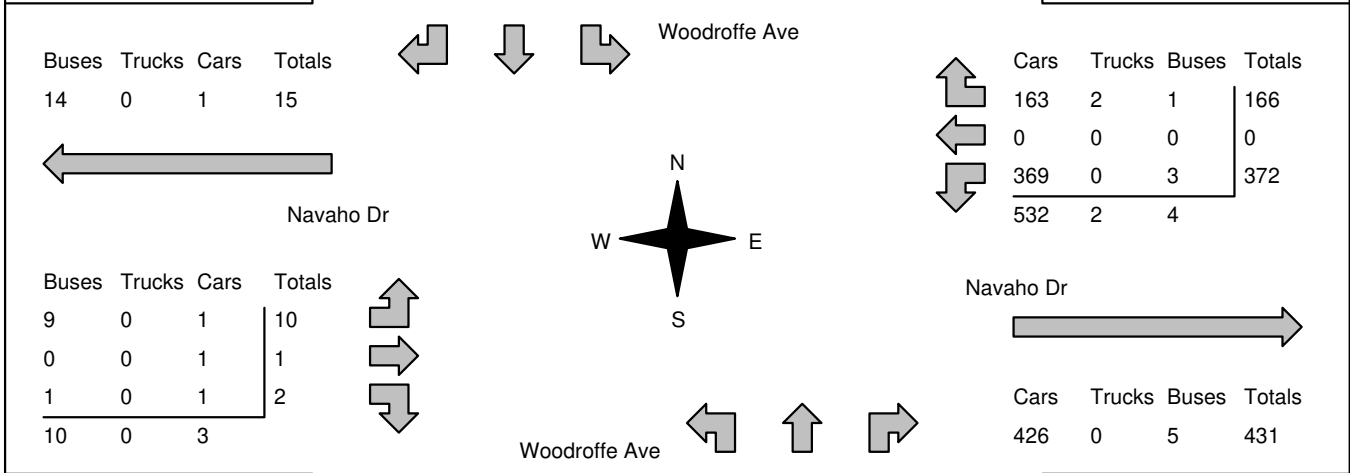 Woodroffe Ave
Buses Trucks Cars Totals
14 0 1 15
Cars Trucks Buses Totals
163 2 1 166
0 0 0 0
369 0 3 372
532 2 4
Navaho Dr
N
W E
S
Buses Trucks Cars Totals
9 0 1 10
0 0 1 1
1 0 1 2
10 0 3
Navaho Dr
Cars Trucks Buses Totals
426 0 5 431
Woodroffe Ave